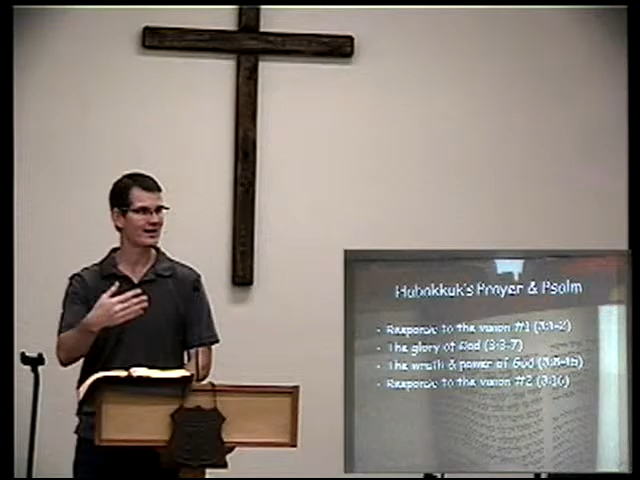 Habakkuk's Prayer & Psalm
- Response to the vision #1 (3:1-2)
- The glory of God (3:3-7)
- The wrath & power of God (3:8-15)
- Response to the vision #2 (3:16)